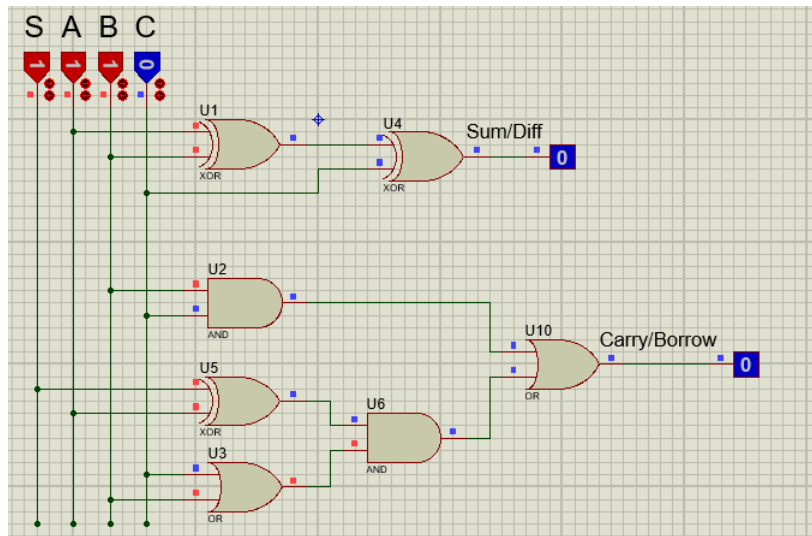 S A B C
1 1 1 0
U1
XOR
U4
XOR
Sum/Diff
0
U2
AND
U10
OR
Carry/Borrow
0
U5
XOR
U6
AND
U3
OR